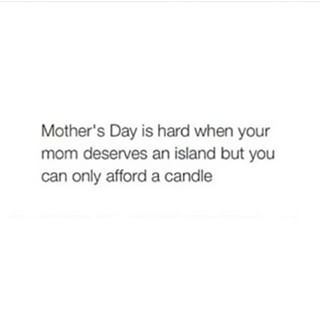 Mother's Day is hard when your
mom deserves an island but you
can only afford a candle